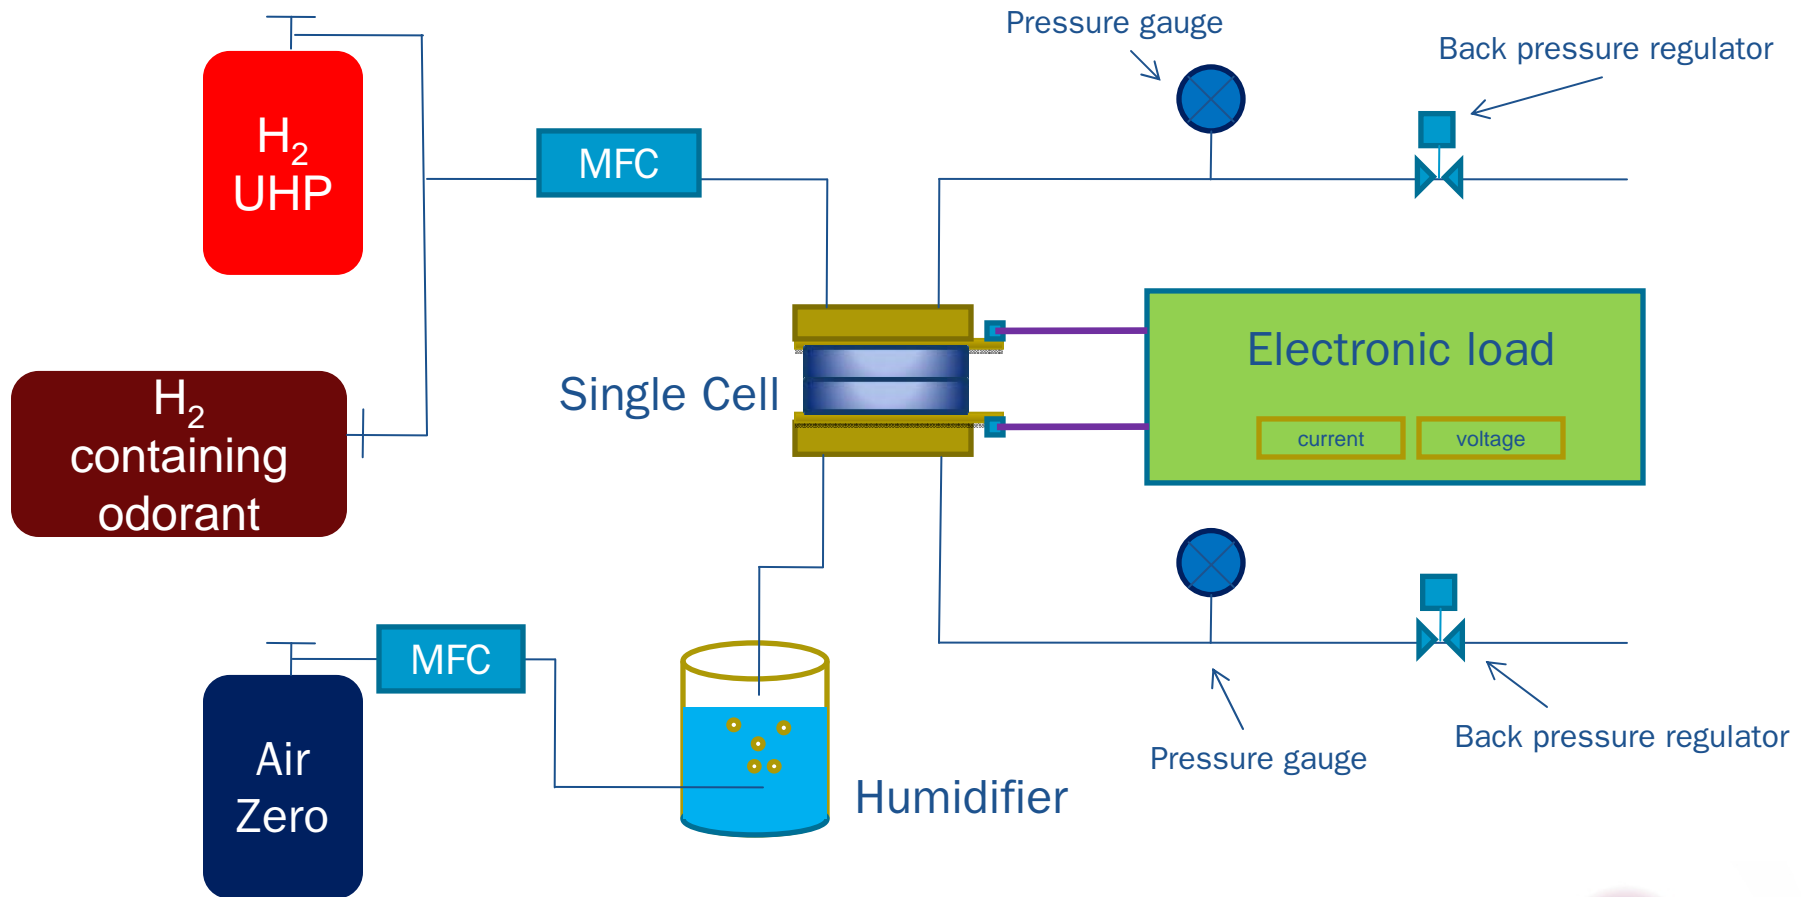 Pressure gauge
Back pressure regulator
H₂
UHP
MFC
Electronic load
current
voltage
Single Cell
H₂
containing
odorant
MFC
Air
Zero
Humidifier
Pressure gauge
Back pressure regulator